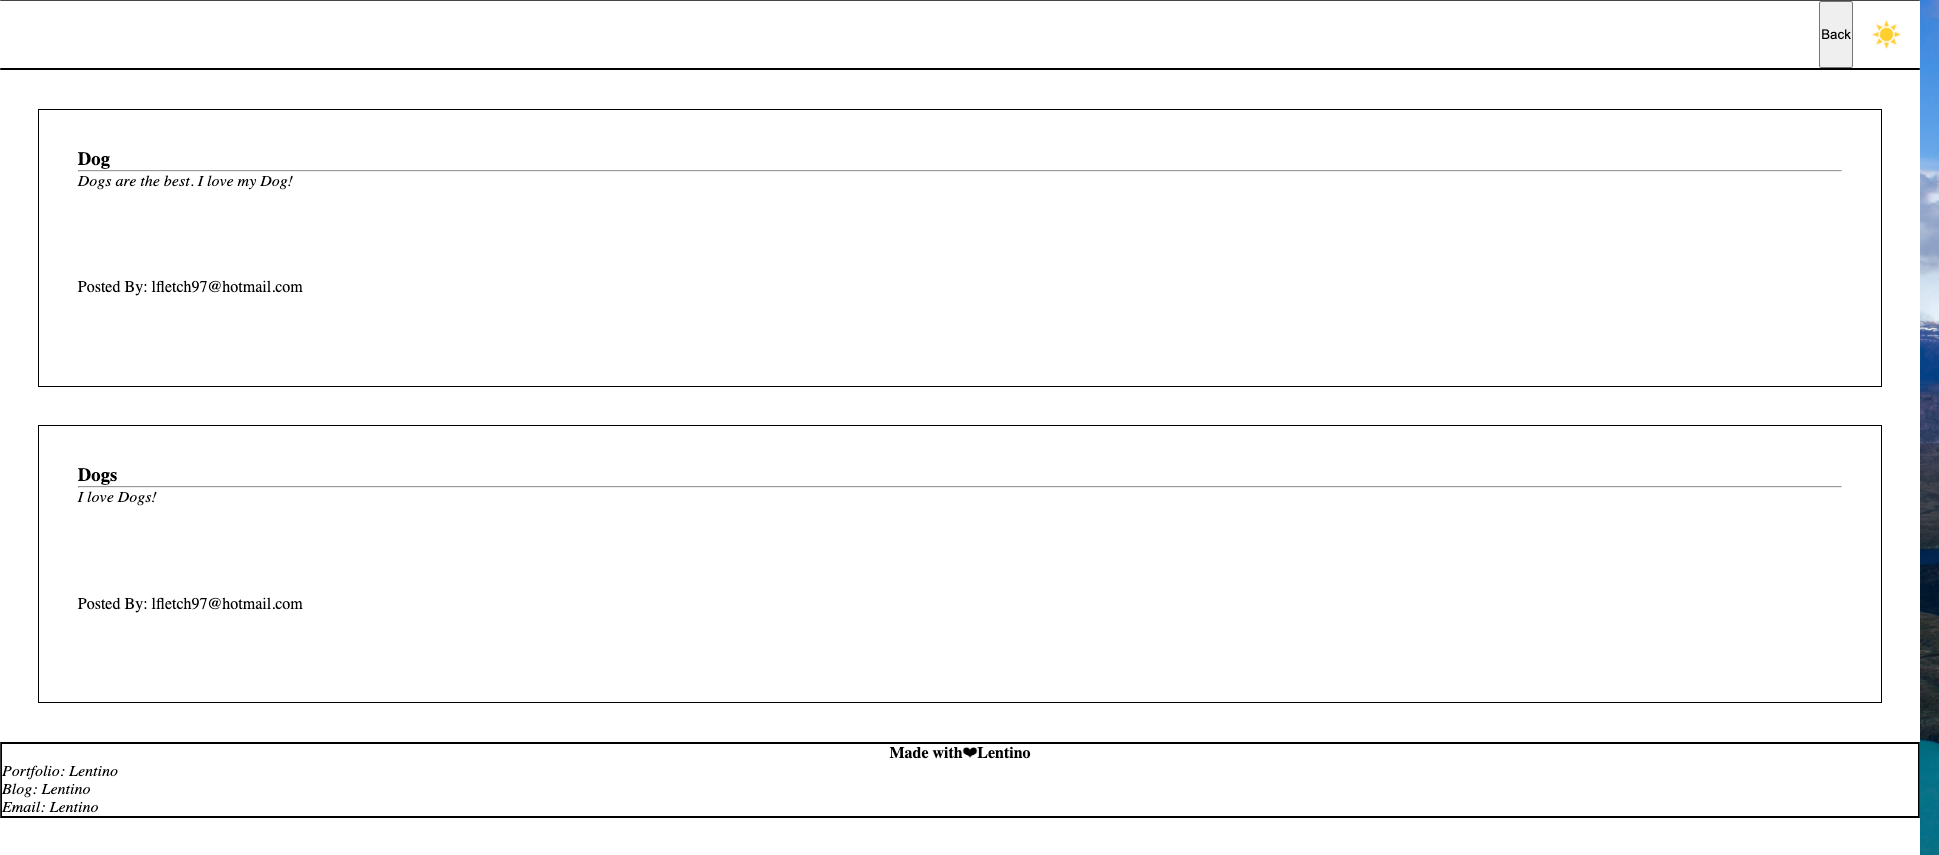 Back
Dog
Dogs are the best. I love my Dog!
Posted By: lfletch97@hotmail.com
Dogs
I love Dogs!
Posted By: lfletch97@hotmail.com
Made with❤Lentino
Portfolio: Lentino
Blog: Lentino
Email: Lentino